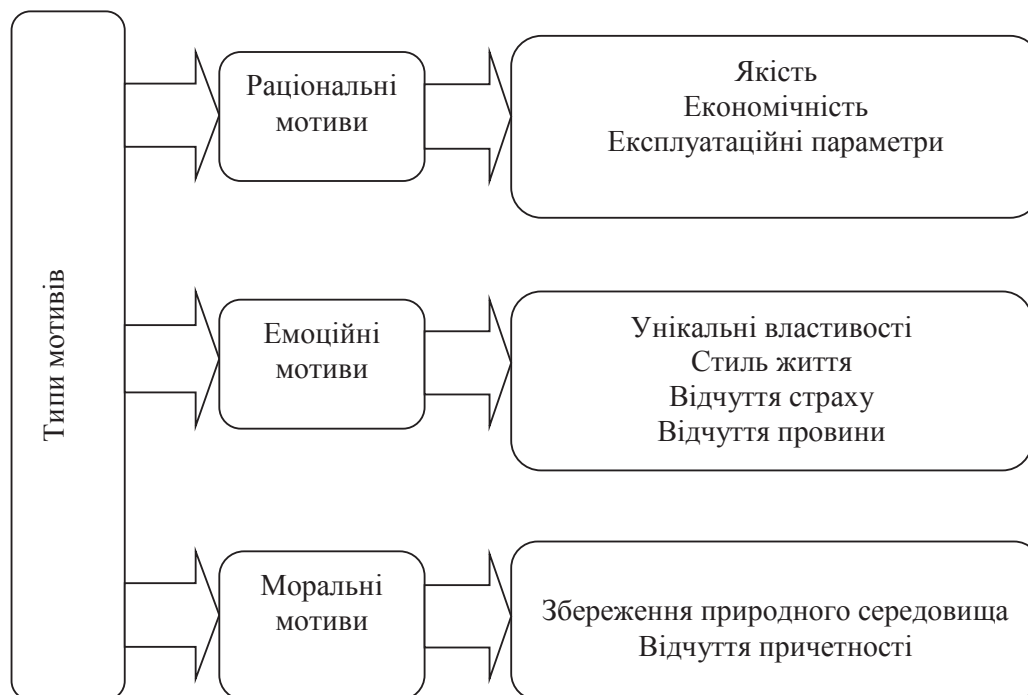 Типи мотивів
Раціональні
мотиви
Якість
Економічність
Експлуатаційні параметри
Емоційні
мотиви
Унікальні властивості
Стиль життя
Відчуття страху
Відчуття провини
Моральні
мотиви
Збереження природного середовища
Відчуття причетності